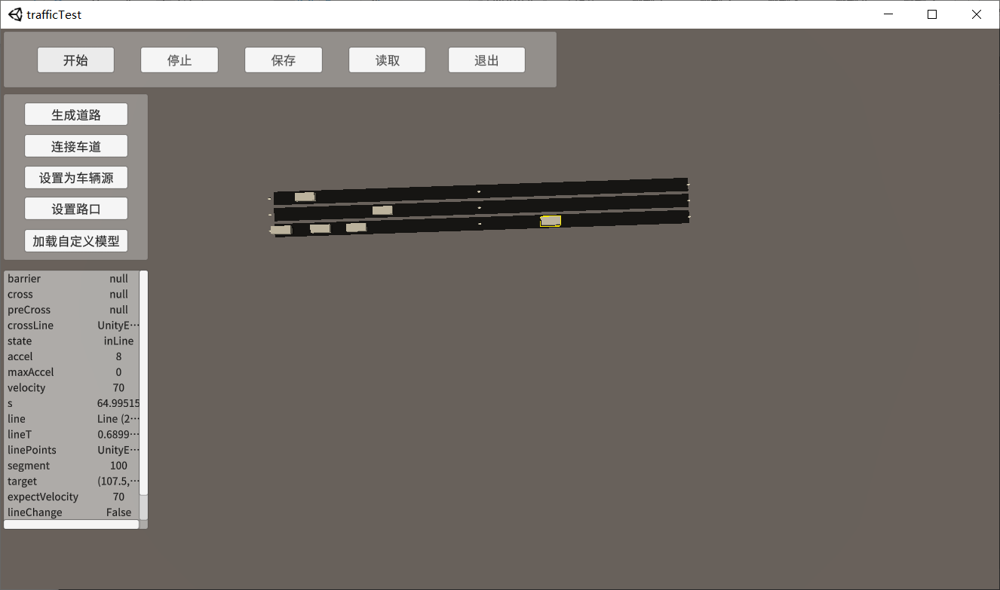 trafficTest
开始 停止 保存 读取 退出
生成道路
连接车道
设置为车辆源
设置路口
加载自定义模型
barrier null
cross null
preCross null
crossLine UnityE…
state inLine
accel 8
maxAccel 0
velocity 70
s 64.99515
line Line (2…
lineT 0.6899…
linePoints UnityE…
segment 100
target (107.5,…
expectVelocity 70
lineChange False